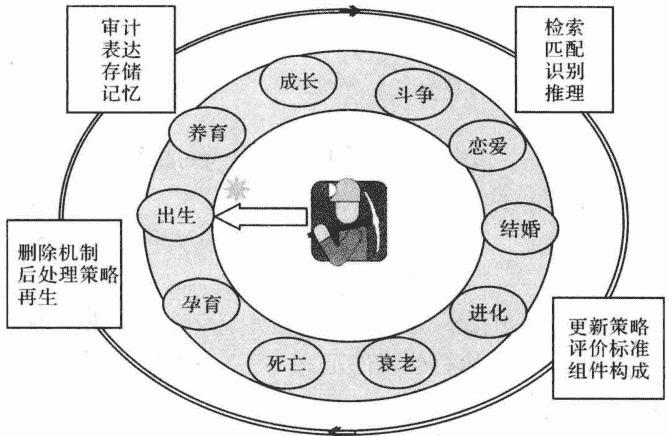 审计
表达
存储
记忆
检索
匹配
识别
推理
成长
斗争
养育
恋爱
出生
结婚
删除机制
后处理策略
再生
孕育
进化
更新策略
评价标准
组件构成
死亡
衰老